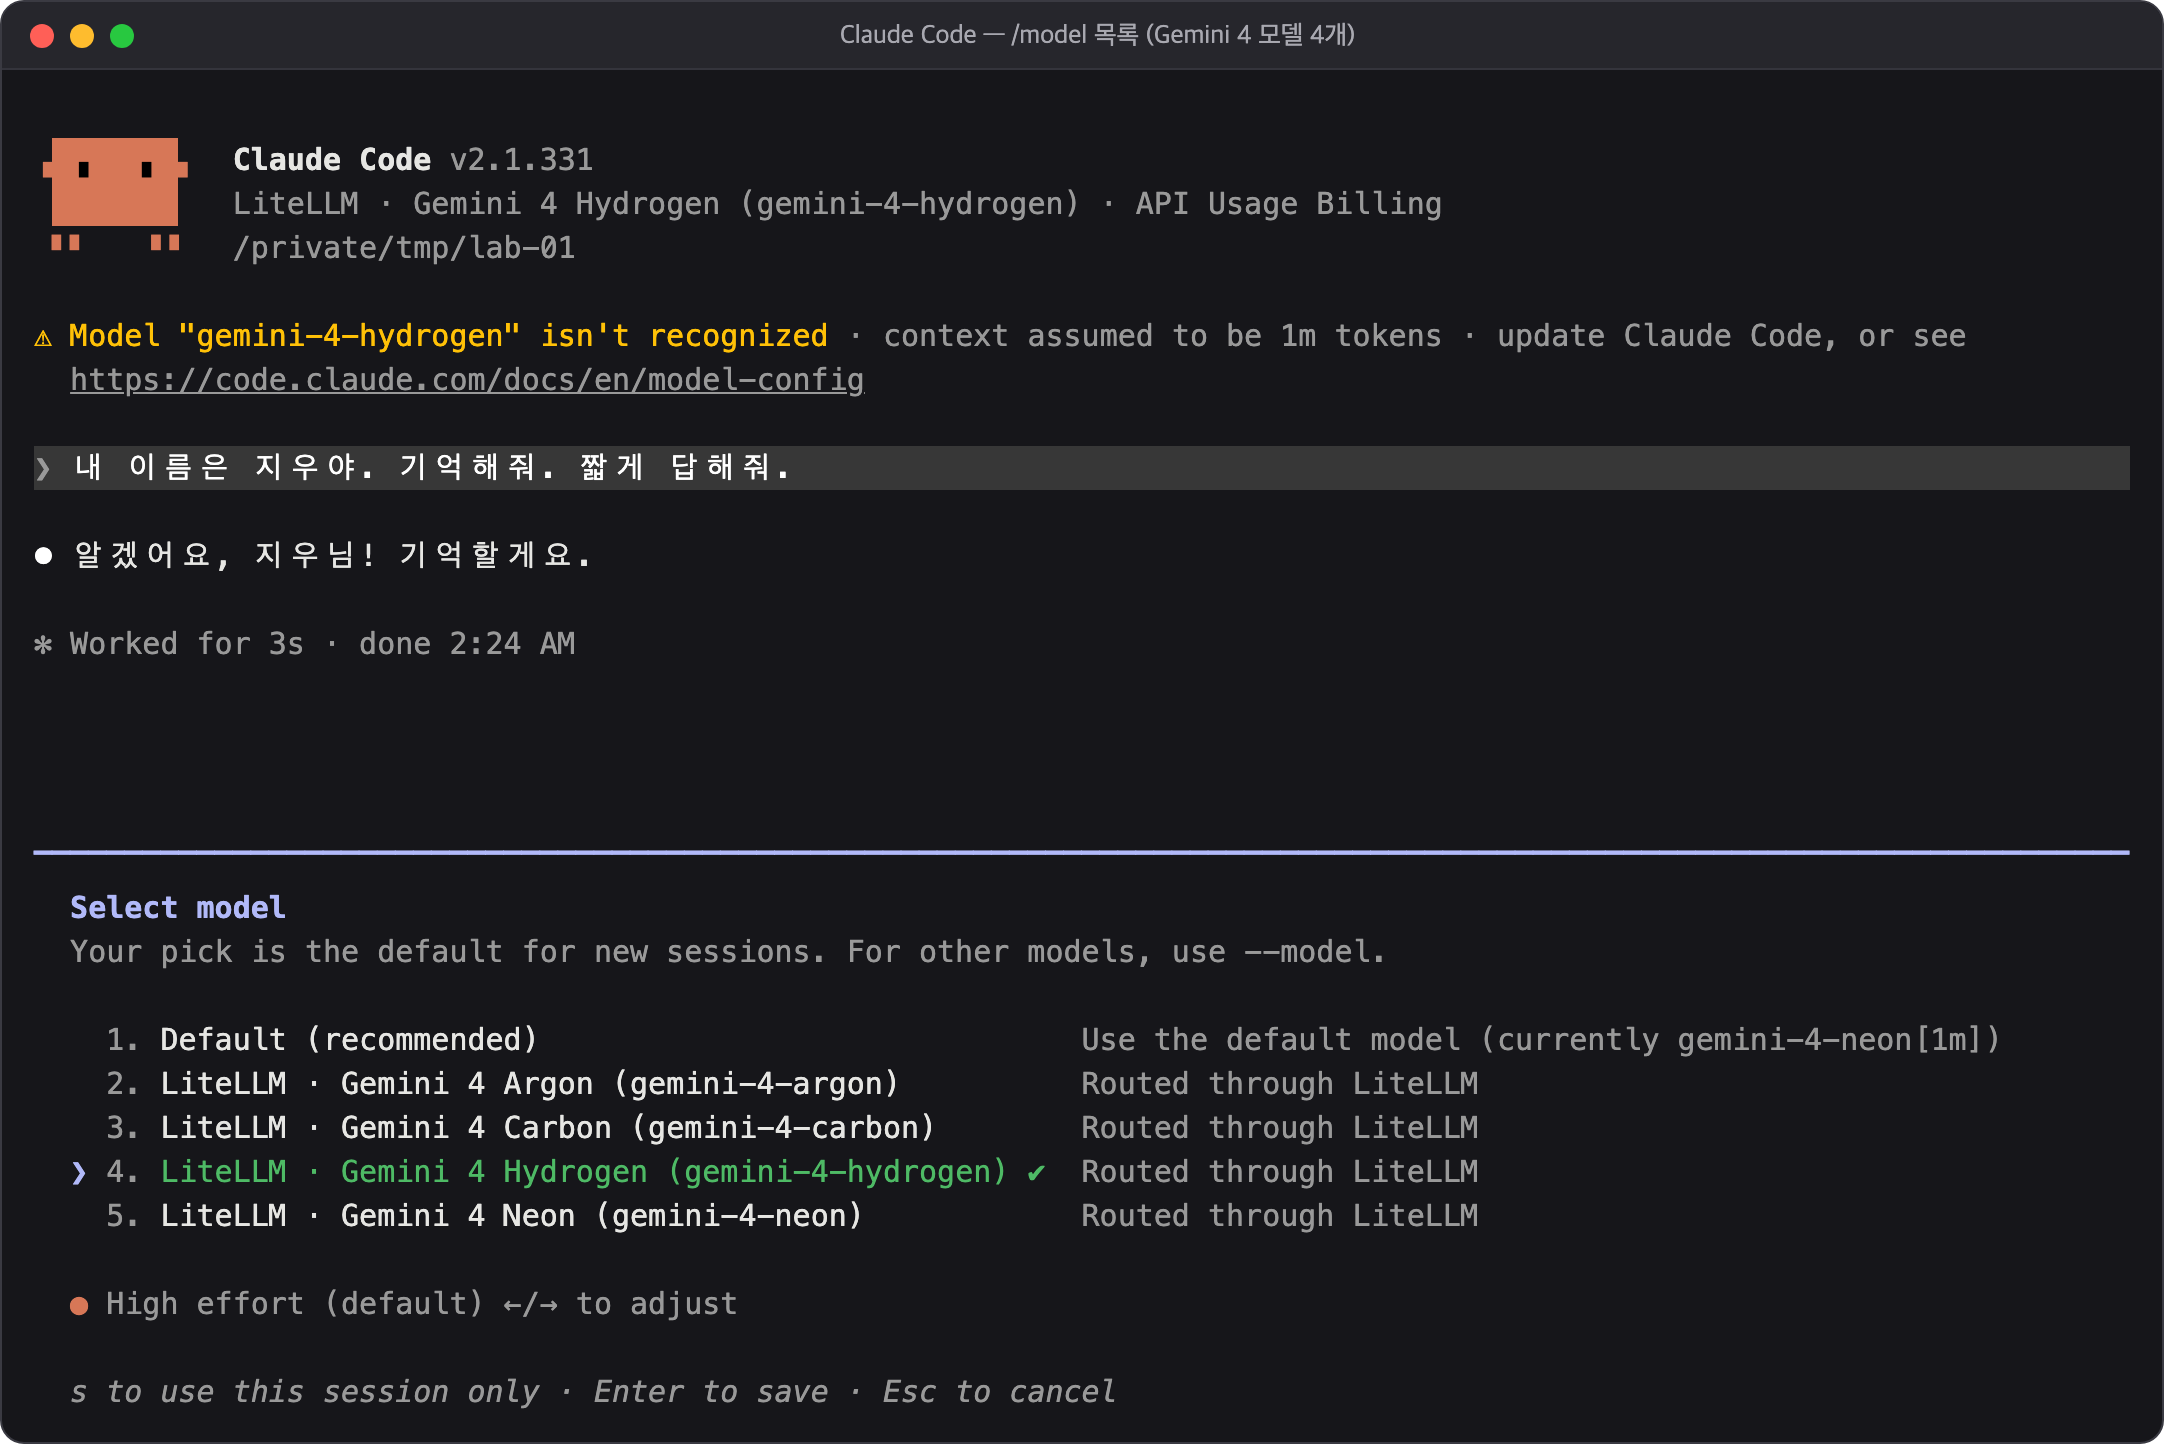 Claude Code — /model 목록 (Gemini 4 모델 4개)
Claude Code v2.1.331
LiteLLM · Gemini 4 Hydrogen (gemini-4-hydrogen) · API Usage Billing
/private/tmp/lab-01
⚠ Model "gemini-4-hydrogen" isn't recognized · context assumed to be 1m tokens · update Claude Code, or see
https://code.claude.com/docs/en/model-config
❯ 내 이름은 지우야. 기억해줘. 짧게 답해줘.
● 알겠어요, 지우님! 기억할게요.
✻ Worked for 3s · done 2:24 AM
Select model
Your pick is the default for new sessions. For other models, use --model.
1. Default (recommended) Use the default model (currently gemini-4-neon[1m])
2. LiteLLM · Gemini 4 Argon (gemini-4-argon) Routed through LiteLLM
3. LiteLLM · Gemini 4 Carbon (gemini-4-carbon) Routed through LiteLLM
❯ 4. LiteLLM · Gemini 4 Hydrogen (gemini-4-hydrogen) ✔ Routed through LiteLLM
5. LiteLLM · Gemini 4 Neon (gemini-4-neon) Routed through LiteLLM
● High effort (default) ←/→ to adjust
s to use this session only · Enter to save · Esc to cancel